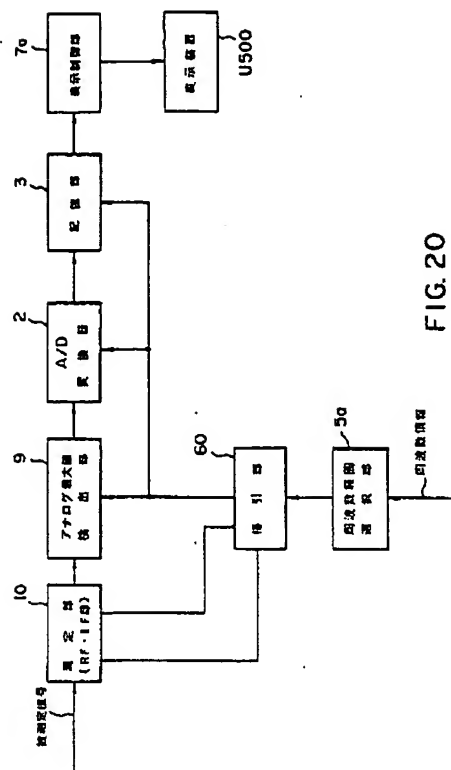 被測定信号
10
測定部
(RF・IF部)
9
アナログ最大値
検出部
2
A/D
変換器
3
記憶部
7a
表示制御部
表示装置
U500
60
掃引部
5a
周波数範囲
選択部
周波数情報
FIG. 20